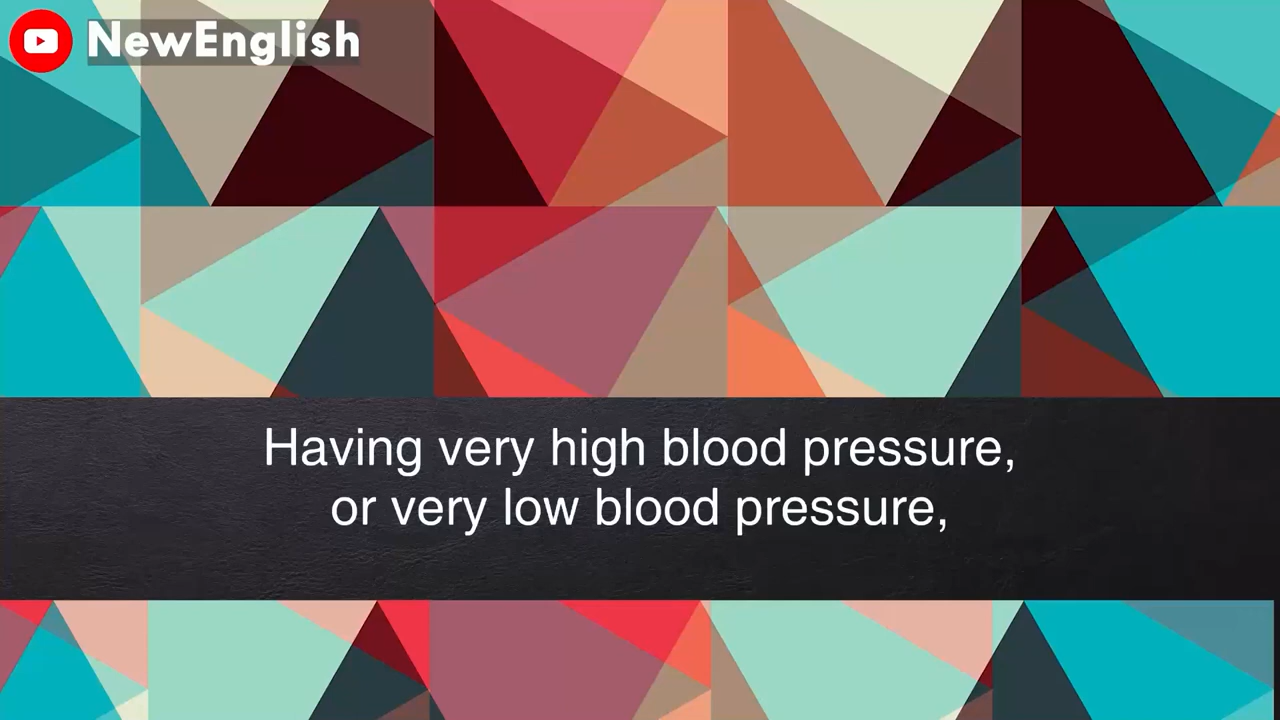 NewEnglish
Having very high blood pressure,
or very low blood pressure,